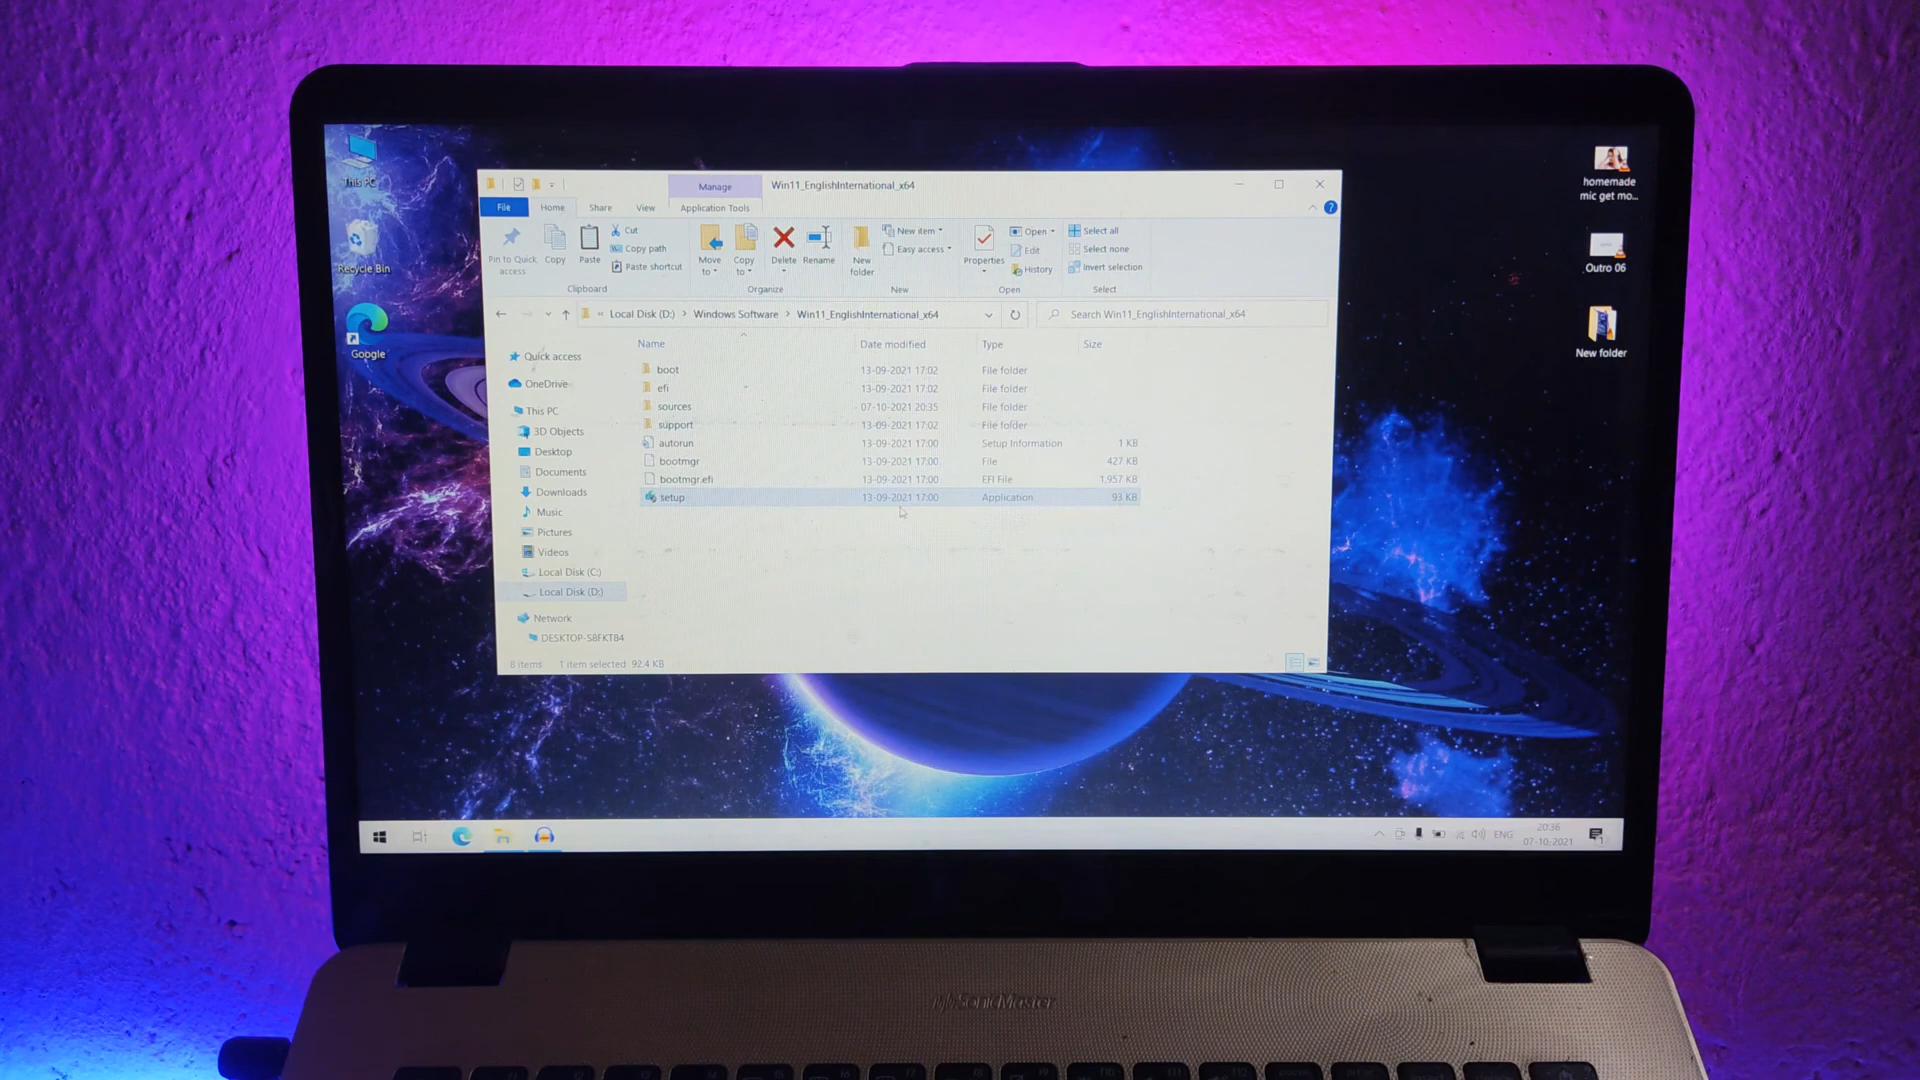 This PC
Recycle Bin
Google
homemade
mic get mo...
Outro 06
New folder
Manage
Win11_EnglishInternational_x64
File
Home
Share
View
Application Tools
Pin to Quick
access
Copy
Paste
Cut
Copy path
Paste shortcut
Clipboard
Move
to
Copy
to
Delete
Rename
Organize
New
folder
New item
Easy access
New
Properties
Open
Edit
History
Open
Select all
Select none
Invert selection
Select
« Local Disk (D:) > Windows Software > Win11_EnglishInternational_x64
Search Win11_EnglishInternational_x64
Name Date modified Type Size
boot 13-09-2021 17:02 File folder
efi 13-09-2021 17:02 File folder
sources 07-10-2021 20:35 File folder
support 13-09-2021 17:02 File folder
autorun 13-09-2021 17:00 Setup Information 1 KB
bootmgr 13-09-2021 17:00 File 427 KB
bootmgr.efi 13-09-2021 17:00 EFI File 1,957 KB
setup 13-09-2021 17:00 Application 93 KB
Quick access
OneDrive
This PC
3D Objects
Desktop
Documents
Downloads
Music
Pictures
Videos
Local Disk (C:)
Local Disk (D:)
Network
DESKTOP-S8FKT84
8 items 1 item selected 92.4 KB
ENG
20:36
07-10-2021
SonicMaster